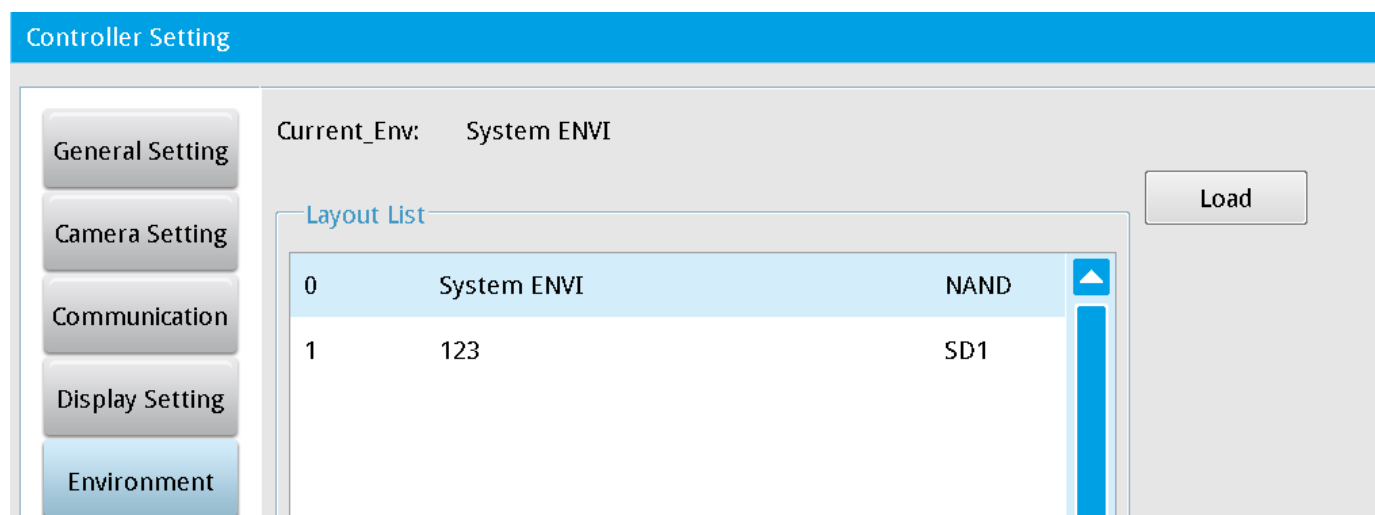 Controller Setting
General Setting
Camera Setting
Communication
Display Setting
Environment
Current_Env: System ENVI
Load
Layout List
0 System ENVI NAND
1 123 SD1